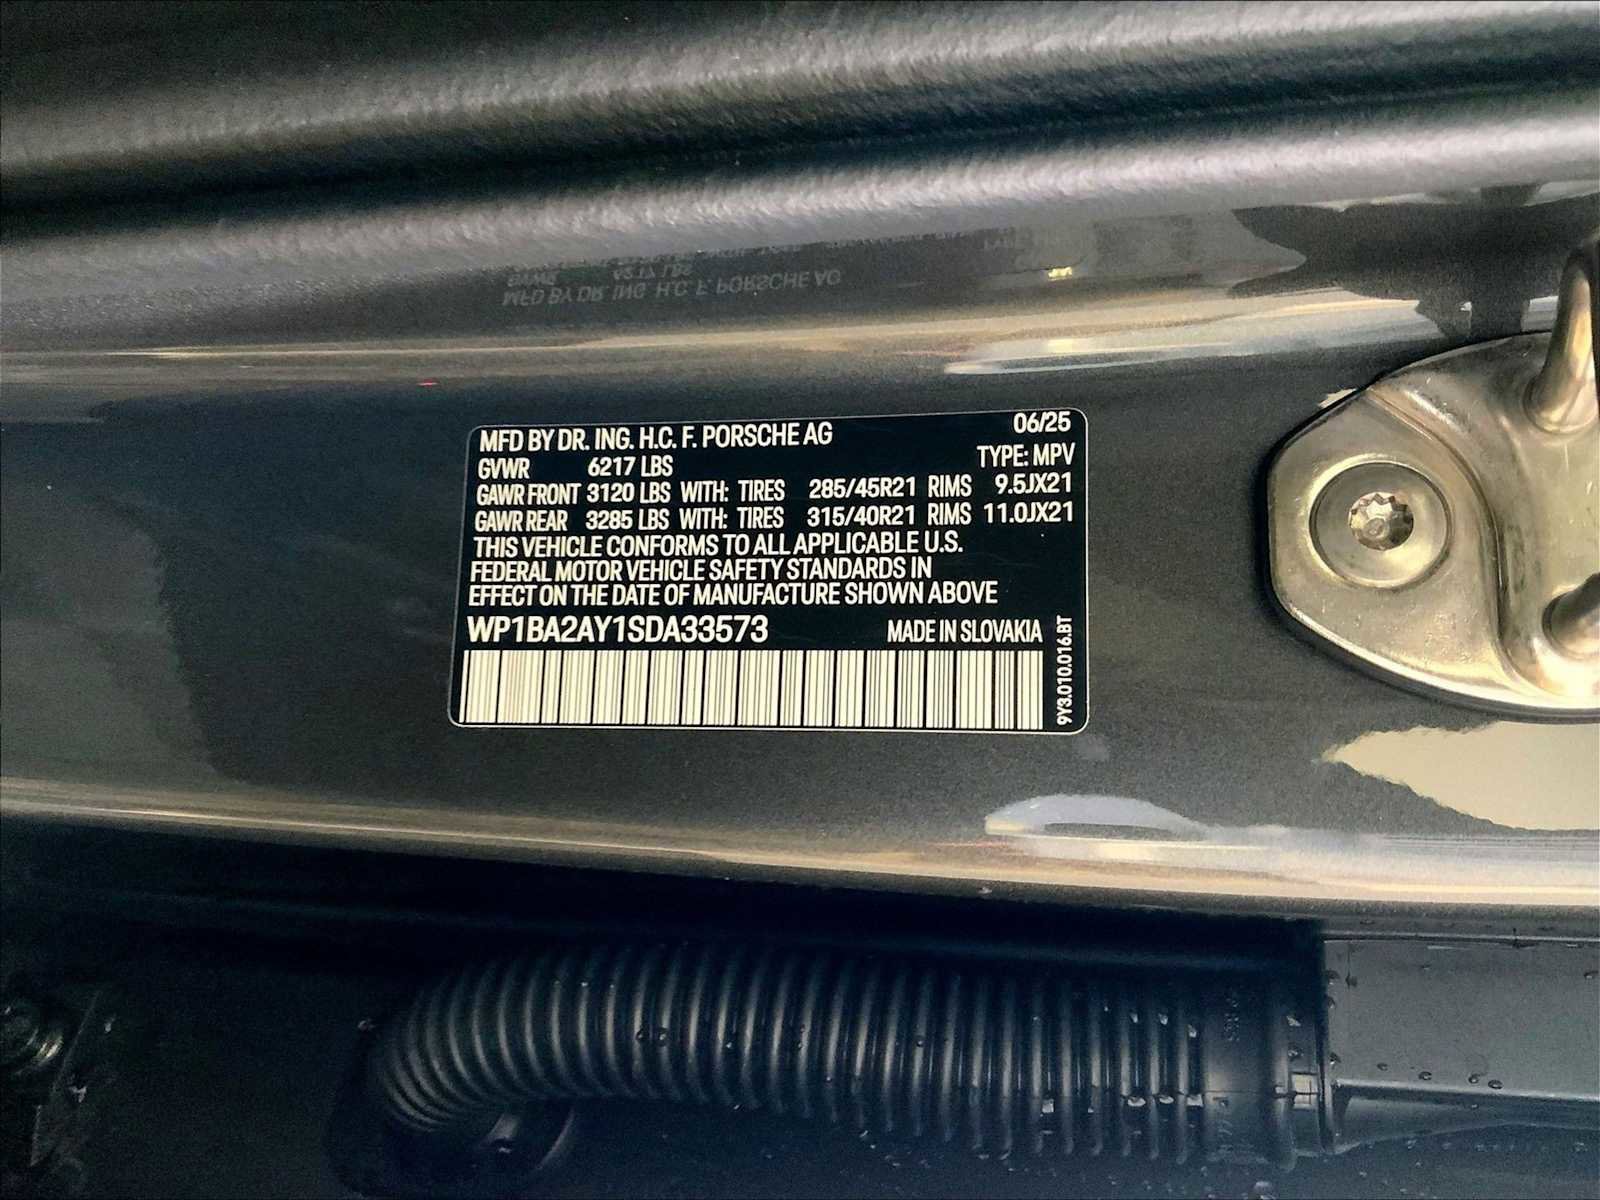 MFD BY DR. ING. H.C. F. PORSCHE AG 06/25
GVWR 6217 LBS TYPE: MPV
GAWR FRONT 3120 LBS WITH: TIRES 285/45R21 RIMS 9.5JX21
GAWR REAR 3285 LBS WITH: TIRES 315/40R21 RIMS 11.0JX21
THIS VEHICLE CONFORMS TO ALL APPLICABLE U.S.
FEDERAL MOTOR VEHICLE SAFETY STANDARDS IN
EFFECT ON THE DATE OF MANUFACTURE SHOWN ABOVE
WP1BA2AY1SDA33573 MADE IN SLOVAKIA
9Y3.010.016.BT